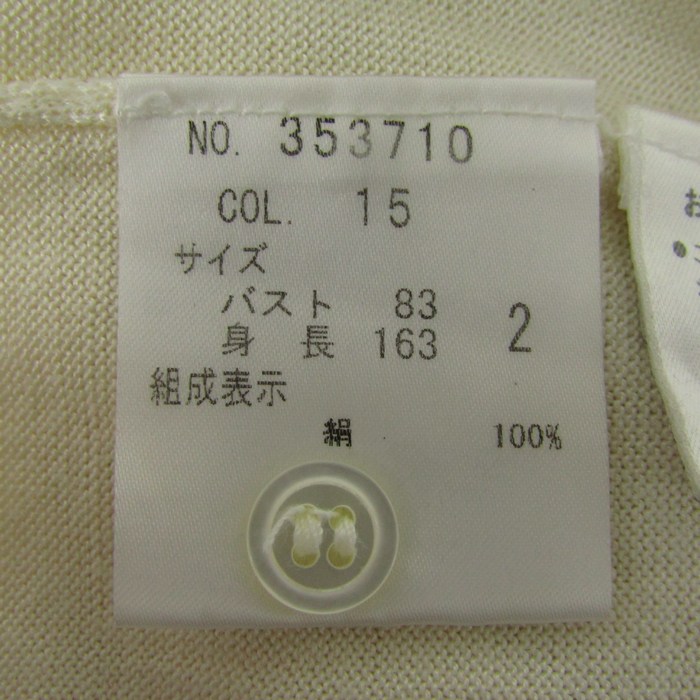 NO. 353710
COL. 15
サイズ
バスト 83
身 長 163
2
組成表示
絹 100%
お